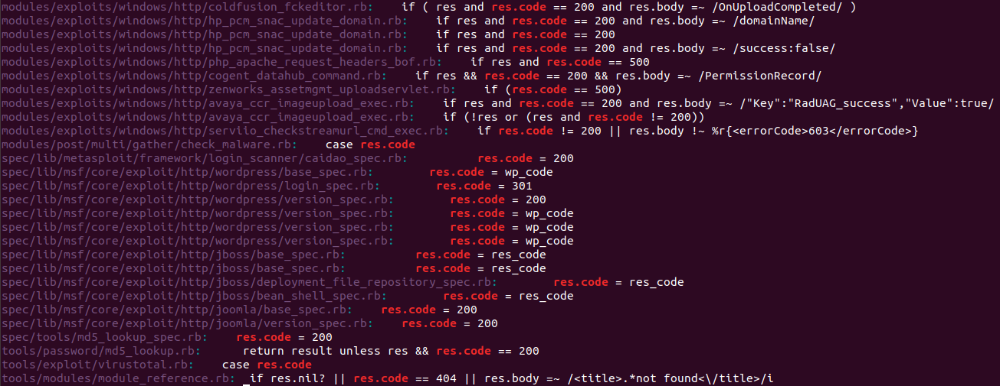 modules/exploits/windows/http/coldfusion_fckeditor.rb:    if ( res and res.code == 200 and res.body =~ /OnUploadCompleted/ )
modules/exploits/windows/http/hp_pcm_snac_update_domain.rb:    if res and res.code == 200 and res.body =~ /domainName/
modules/exploits/windows/http/hp_pcm_snac_update_domain.rb:    if res and res.code == 200
modules/exploits/windows/http/hp_pcm_snac_update_domain.rb:    if res and res.code == 200 and res.body =~ /success:false/
modules/exploits/windows/http/php_apache_request_headers_bof.rb:    if res and res.code == 500
modules/exploits/windows/http/cogent_datahub_command.rb:    if res && res.code == 200 && res.body =~ /PermissionRecord/
modules/exploits/windows/http/zenworks_assetmgmt_uploadservlet.rb:    if (res.code == 500)
modules/exploits/windows/http/avaya_ccr_imageupload_exec.rb:    if res and res.code == 200 and res.body =~ /"Key":"RadUAG_success","Value":true/
modules/exploits/windows/http/avaya_ccr_imageupload_exec.rb:      if (!res or (res and res.code != 200))
modules/exploits/windows/http/serviio_checkstreamurl_cmd_exec.rb:    if res.code != 200 || res.body !~ %r{<errorCode>603</errorCode>}
modules/post/multi/gather/check_malware.rb:    case res.code
spec/lib/metasploit/framework/login_scanner/caidao_spec.rb:          res.code = 200
spec/lib/msf/core/exploit/http/wordpress/base_spec.rb:        res.code = wp_code
spec/lib/msf/core/exploit/http/wordpress/login_spec.rb:        res.code = 301
spec/lib/msf/core/exploit/http/wordpress/version_spec.rb:        res.code = 200
spec/lib/msf/core/exploit/http/wordpress/version_spec.rb:        res.code = wp_code
spec/lib/msf/core/exploit/http/wordpress/version_spec.rb:        res.code = wp_code
spec/lib/msf/core/exploit/http/wordpress/version_spec.rb:        res.code = wp_code
spec/lib/msf/core/exploit/http/jboss/base_spec.rb:          res.code = res_code
spec/lib/msf/core/exploit/http/jboss/base_spec.rb:          res.code = res_code
spec/lib/msf/core/exploit/http/jboss/deployment_file_repository_spec.rb:        res.code = res_code
spec/lib/msf/core/exploit/http/jboss/bean_shell_spec.rb:        res.code = res_code
spec/lib/msf/core/exploit/http/joomla/base_spec.rb:    res.code = 200
spec/lib/msf/core/exploit/http/joomla/version_spec.rb:    res.code = 200
spec/tools/md5_lookup_spec.rb:    res.code = 200
tools/password/md5_lookup.rb:      return result unless res && res.code == 200
tools/exploit/virustotal.rb:    case res.code
tools/modules/module_reference.rb:  if res.nil? || res.code == 404 || res.body =~ /<title>.*not found<\/title>/i